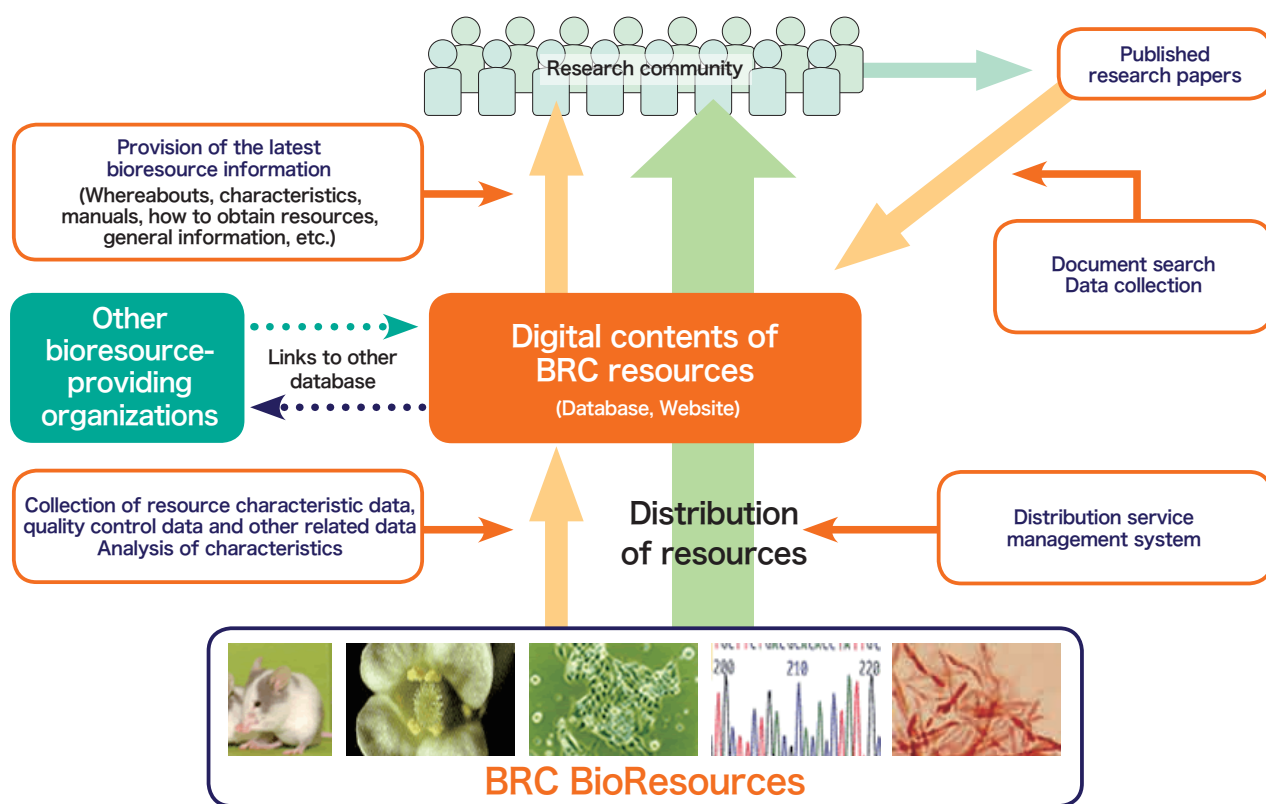 Research community
Published
research papers
Provision of the latest
bioresource information
(Whereabouts, characteristics,
manuals, how to obtain resources,
general information, etc.)
Document search
Data collection
Other
bioresource-
providing
organizations
Links to other
database
Digital contents of
BRC resources
(Database, Website)
Collection of resource characteristic data,
quality control data and other related data
Analysis of characteristics
Distribution
of resources
Distribution service
management system
200 210 220
BRC BioResources